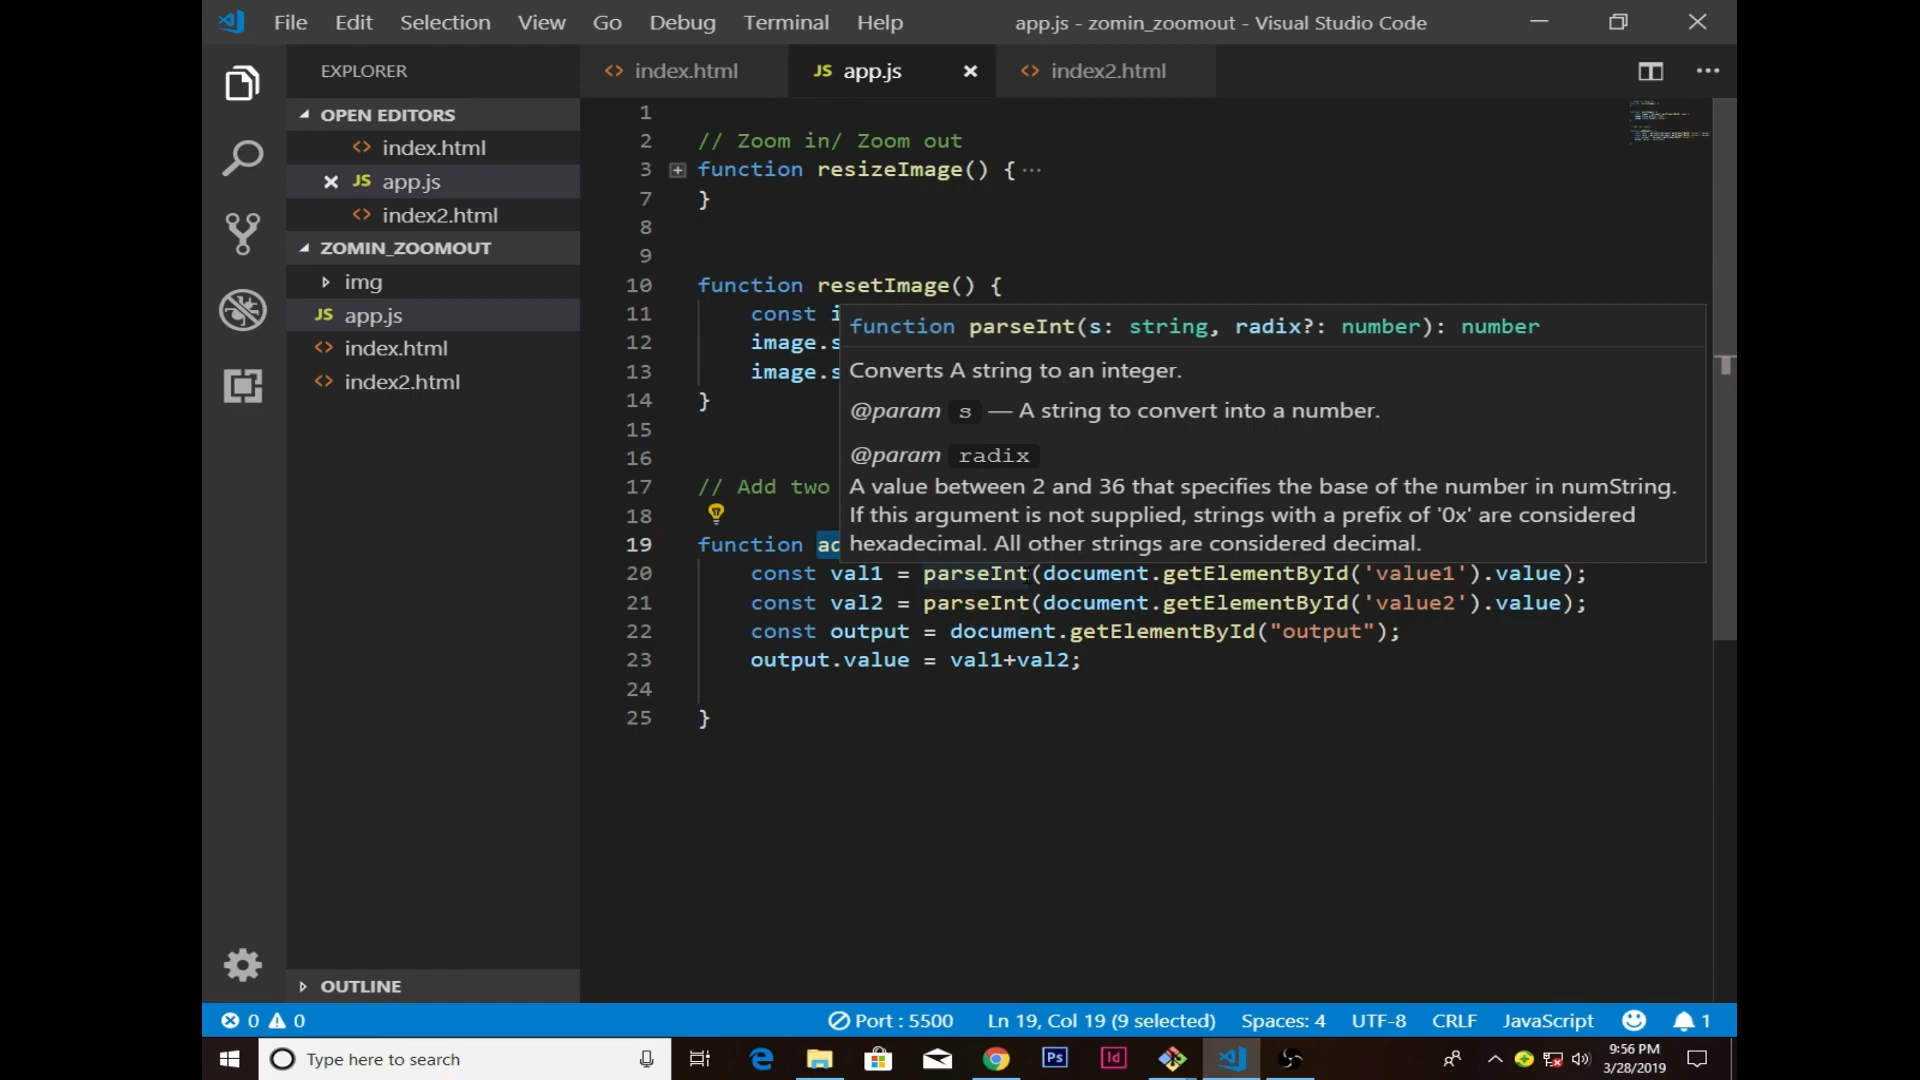 File Edit Selection View Go Debug Terminal Help app.js - zomin_zoomout - Visual Studio Code
EXPLORER
OPEN EDITORS
<> index.html
JS app.js
<> index2.html
ZOMIN_ZOOMOUT
img
JS app.js
<> index.html
<> index2.html
OUTLINE
<> index.html JS app.js <> index2.html
1
2 // Zoom in/ Zoom out
3 function resizeImage() {
7 }
8
9
10 function resetImage() {
11 const i
12 image.s
13 image.s
14 }
15
16
17 // Add two
18
19 function ad
20 const val1 = parseInt(document.getElementById('value1').value);
21 const val2 = parseInt(document.getElementById('value2').value);
22 const output = document.getElementById("output");
23 output.value = val1+val2;
24
25 }
function parseInt(s: string, radix?: number): number
Converts A string to an integer.
@param s — A string to convert into a number.
@param radix
A value between 2 and 36 that specifies the base of the number in numString.
If this argument is not supplied, strings with a prefix of '0x' are considered
hexadecimal. All other strings are considered decimal.
0 0 Port : 5500 Ln 19, Col 19 (9 selected) Spaces: 4 UTF-8 CRLF JavaScript 1
Type here to search Ps Id 9:56 PM
3/28/2019